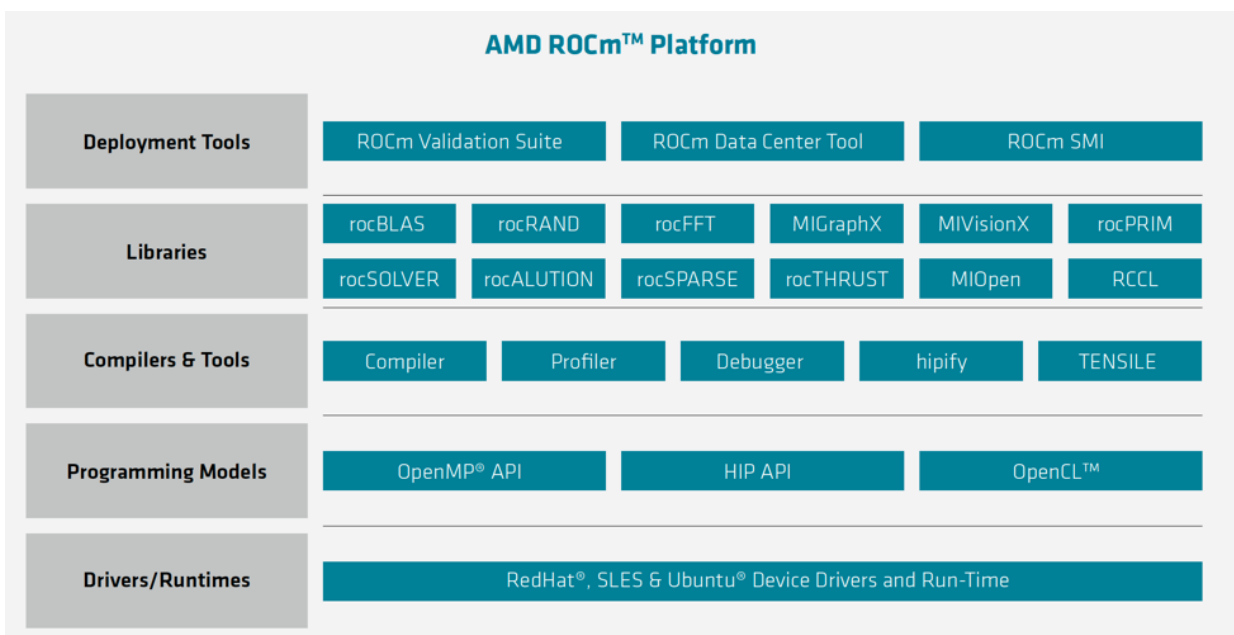 AMD ROCm™ Platform
Deployment Tools
ROCm Validation Suite
ROCm Data Center Tool
ROCm SMI
Libraries
rocBLAS
rocRAND
rocFFT
MIGraphX
MIVisionX
rocPRIM
rocSOLVER
rocALUTION
rocSPARSE
rocTHRUST
MIOpen
RCCL
Compilers & Tools
Compiler
Profiler
Debugger
hipify
TENSILE
Programming Models
OpenMP® API
HIP API
OpenCL™
Drivers/Runtimes
RedHat®, SLES & Ubuntu® Device Drivers and Run-Time